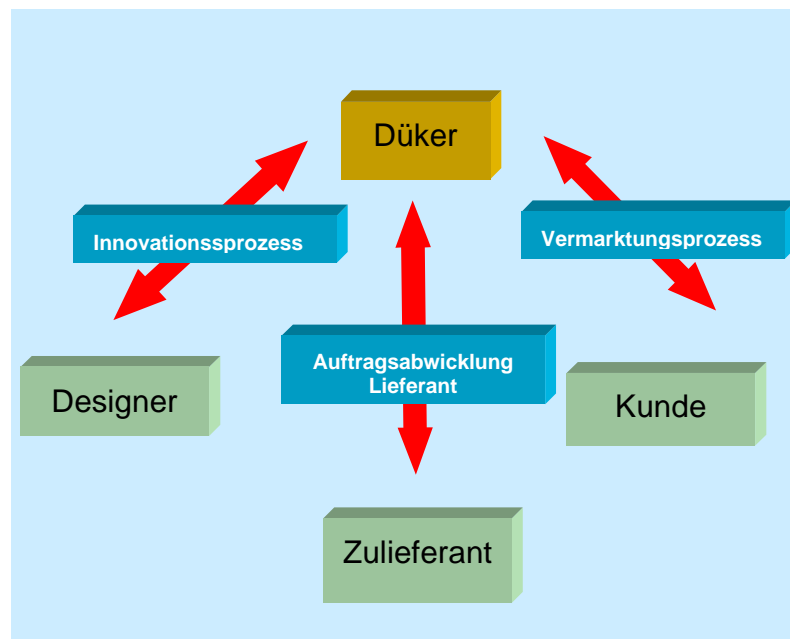 Düker
Innovationssprozess
Vermarktungsprozess
Auftragsabwicklung
Lieferant
Designer
Kunde
Zulieferant